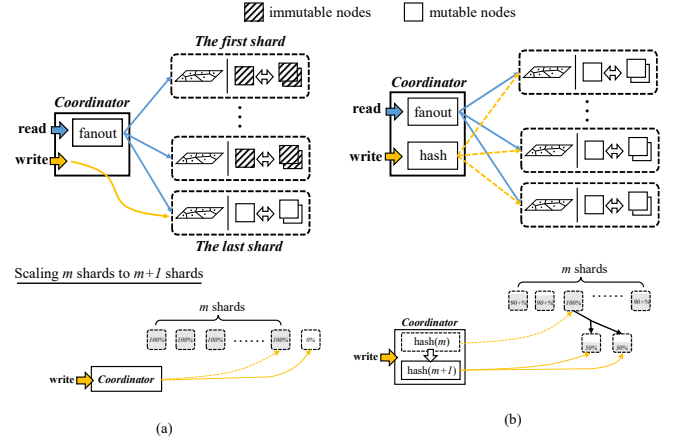 immutable nodes
mutable nodes
The first shard
Coordinator
read
fanout
write
The last shard
Coordinator
read
fanout
write
hash
Scaling m shards to m+1 shards
m shards
100%
100%
100%
100%
0%
write
Coordinator
(a)
m shards
90+%
90+%
100%
90+%
Coordinator
hash(m)
write
hash(m+1)
50%
50%
(b)